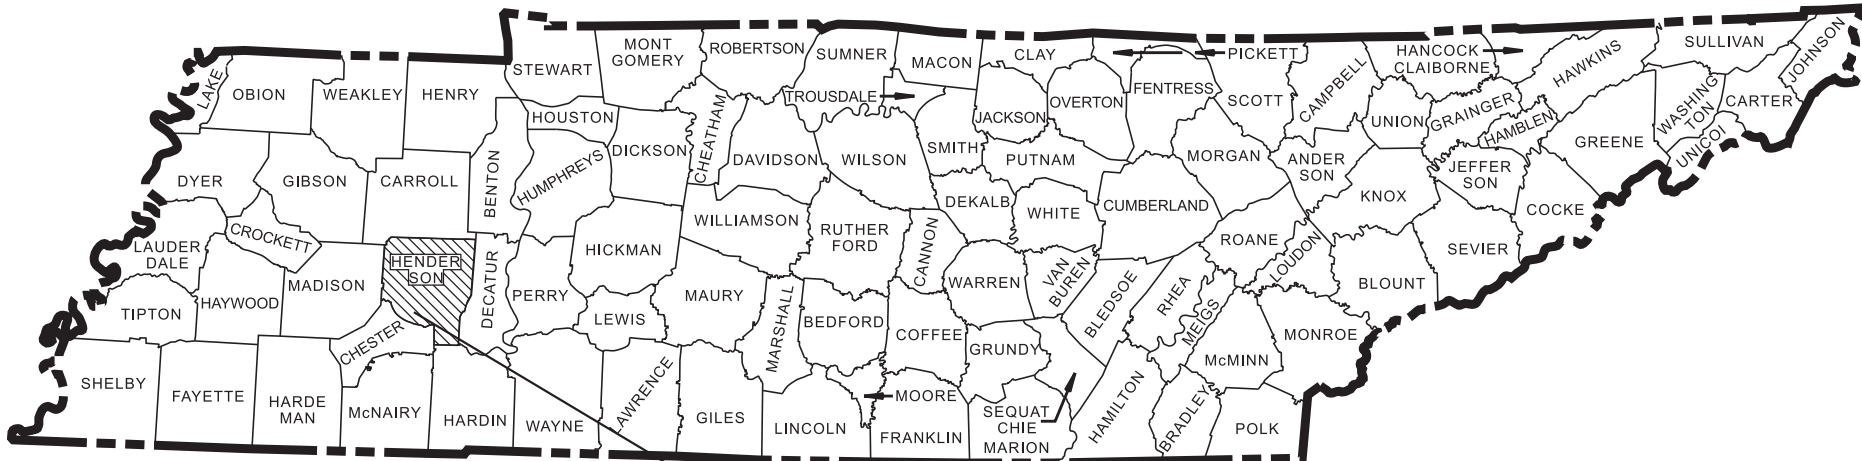 LAKE
OBION
WEAKLEY
HENRY
STEWART
MONT
GOMERY
ROBERTSON
SUMNER
MACON
CLAY
PICKETT
HANCOCK
CLAIBORNE
HAWKINS
SULLIVAN
JOHNSON
TROUSDALE
JACKSON
OVERTON
FENTRESS
SCOTT
CAMPBELL
UNION
GRAINGER
HAMBLEN
GREENE
WASHING
TON
UNICOI
CARTER
HOUSTON
DICKSON
CHEATHAM
DAVIDSON
WILSON
SMITH
PUTNAM
MORGAN
ANDER
SON
KNOX
JEFFER
SON
COCKE
DYER
GIBSON
CARROLL
BENTON
HUMPHREYS
WILLIAMSON
RUTHER
FORD
CANNON
DEKALB
WHITE
CUMBERLAND
ROANE
LOUDON
BLOUNT
SEVIER
LAUDER
DALE
CROCKETT
HENDER
SON
DECATUR
PERRY
HICKMAN
MAURY
MARSHALL
BEDFORD
WARREN
VAN
BUREN
BLEDSOE
RHEA
MEIGS
McMINN
MONROE
TIPTON
HAYWOOD
MADISON
CHESTER
LEWIS
COFFEE
GRUNDY
SHELBY
FAYETTE
HARDE
MAN
McNAIRY
HARDIN
WAYNE
LAWRENCE
GILES
LINCOLN
MOORE
FRANKLIN
SEQUAT
CHIE
MARION
HAMILTON
BRADLEY
POLK